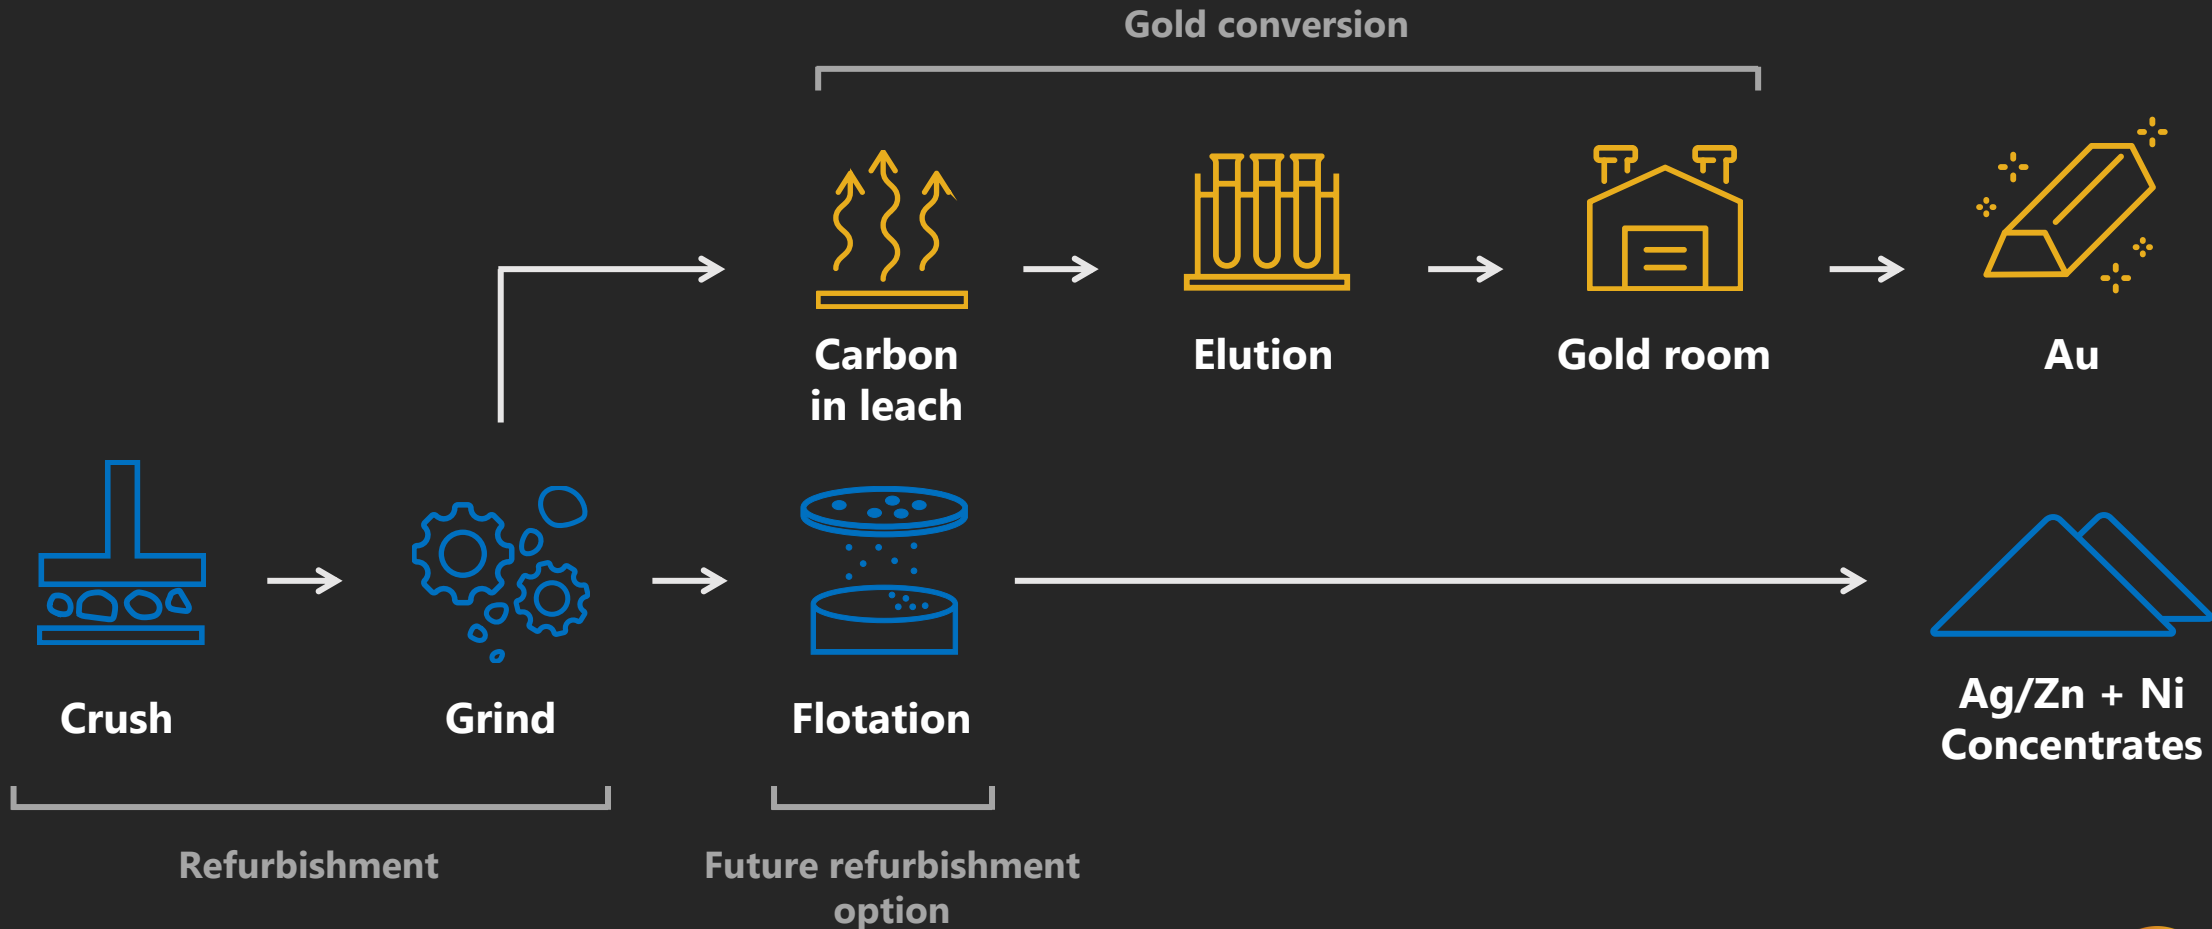 Gold conversion
Carbon
in leach
Elution
Gold room
Au
Crush
Grind
Flotation
Ag/Zn + Ni
Concentrates
Refurbishment
Future refurbishment
option